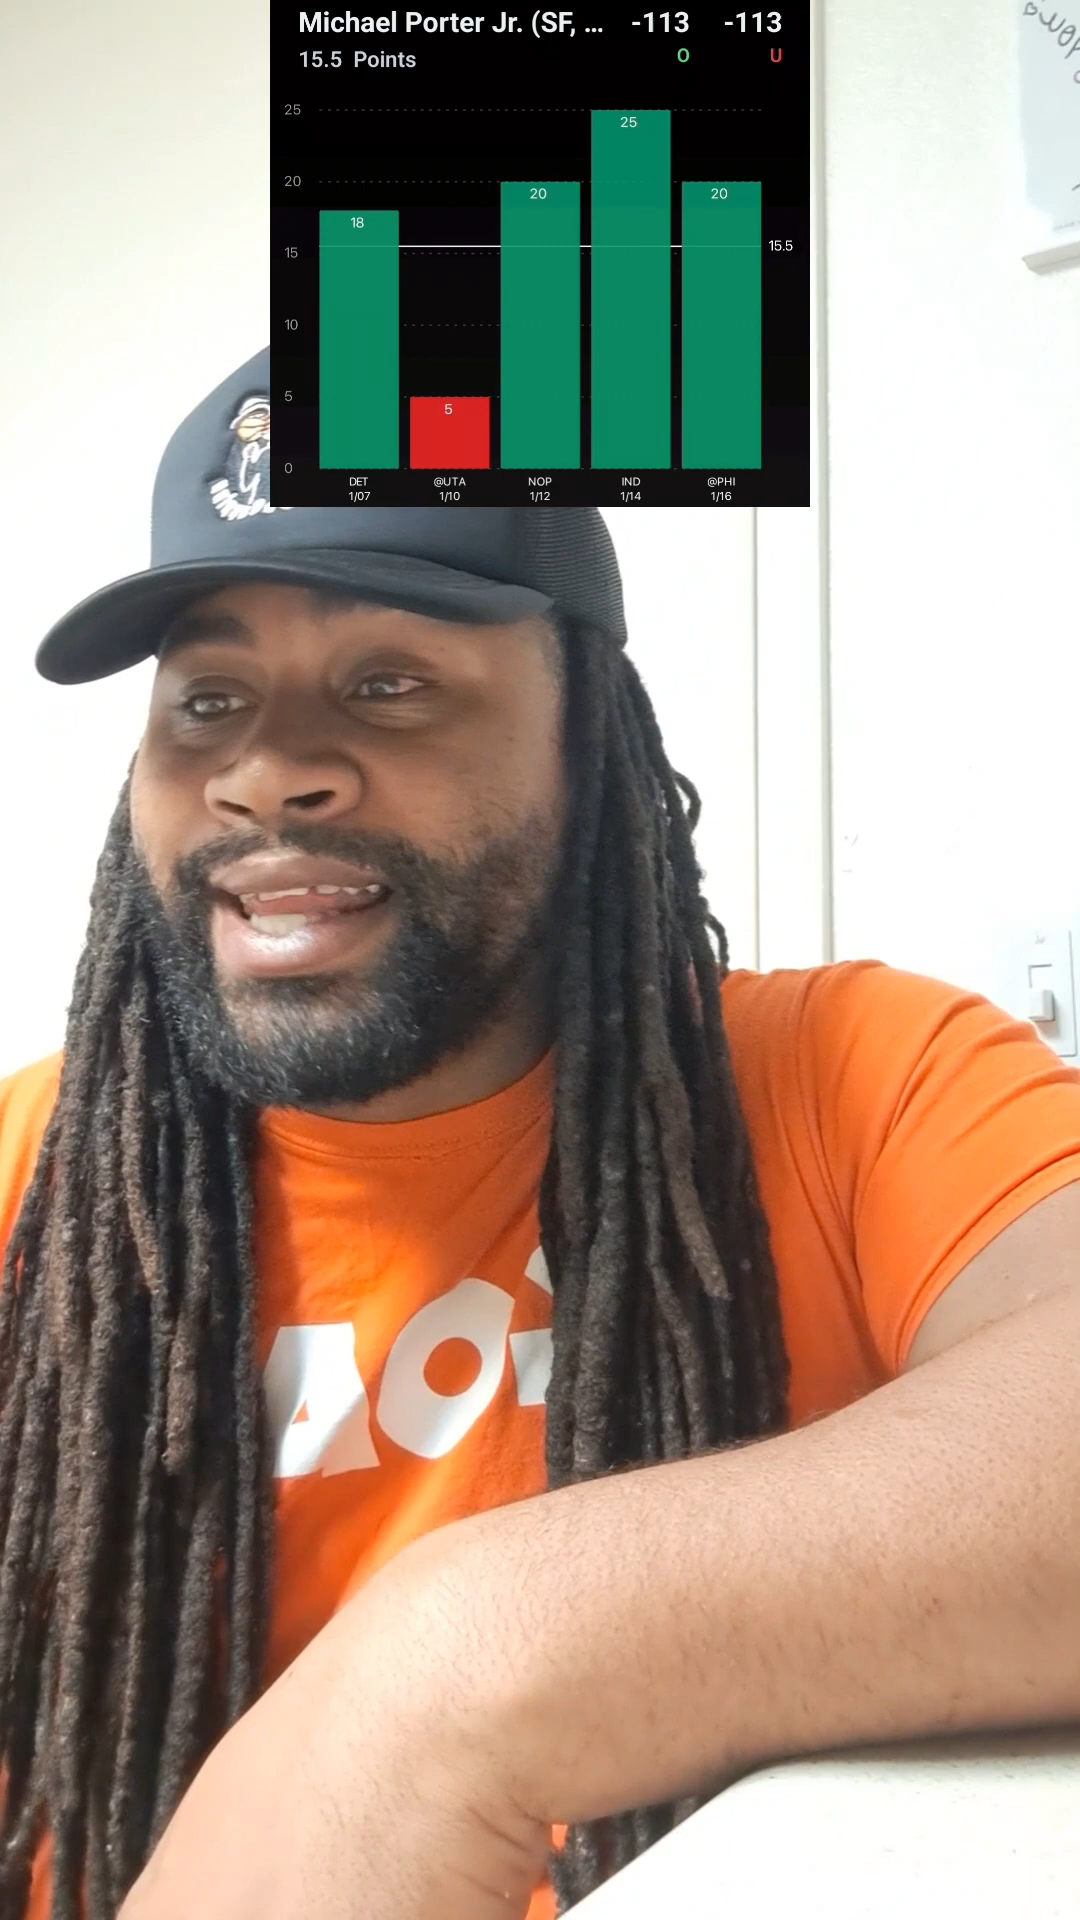 Michael Porter Jr. (SF, ... -113 -113
15.5 Points O U
25
25
20
20
20
18
15.5
15
10
5
5
0
DET @UTA NOP IND @PHI
1/07 1/10 1/12 1/14 1/16
AO